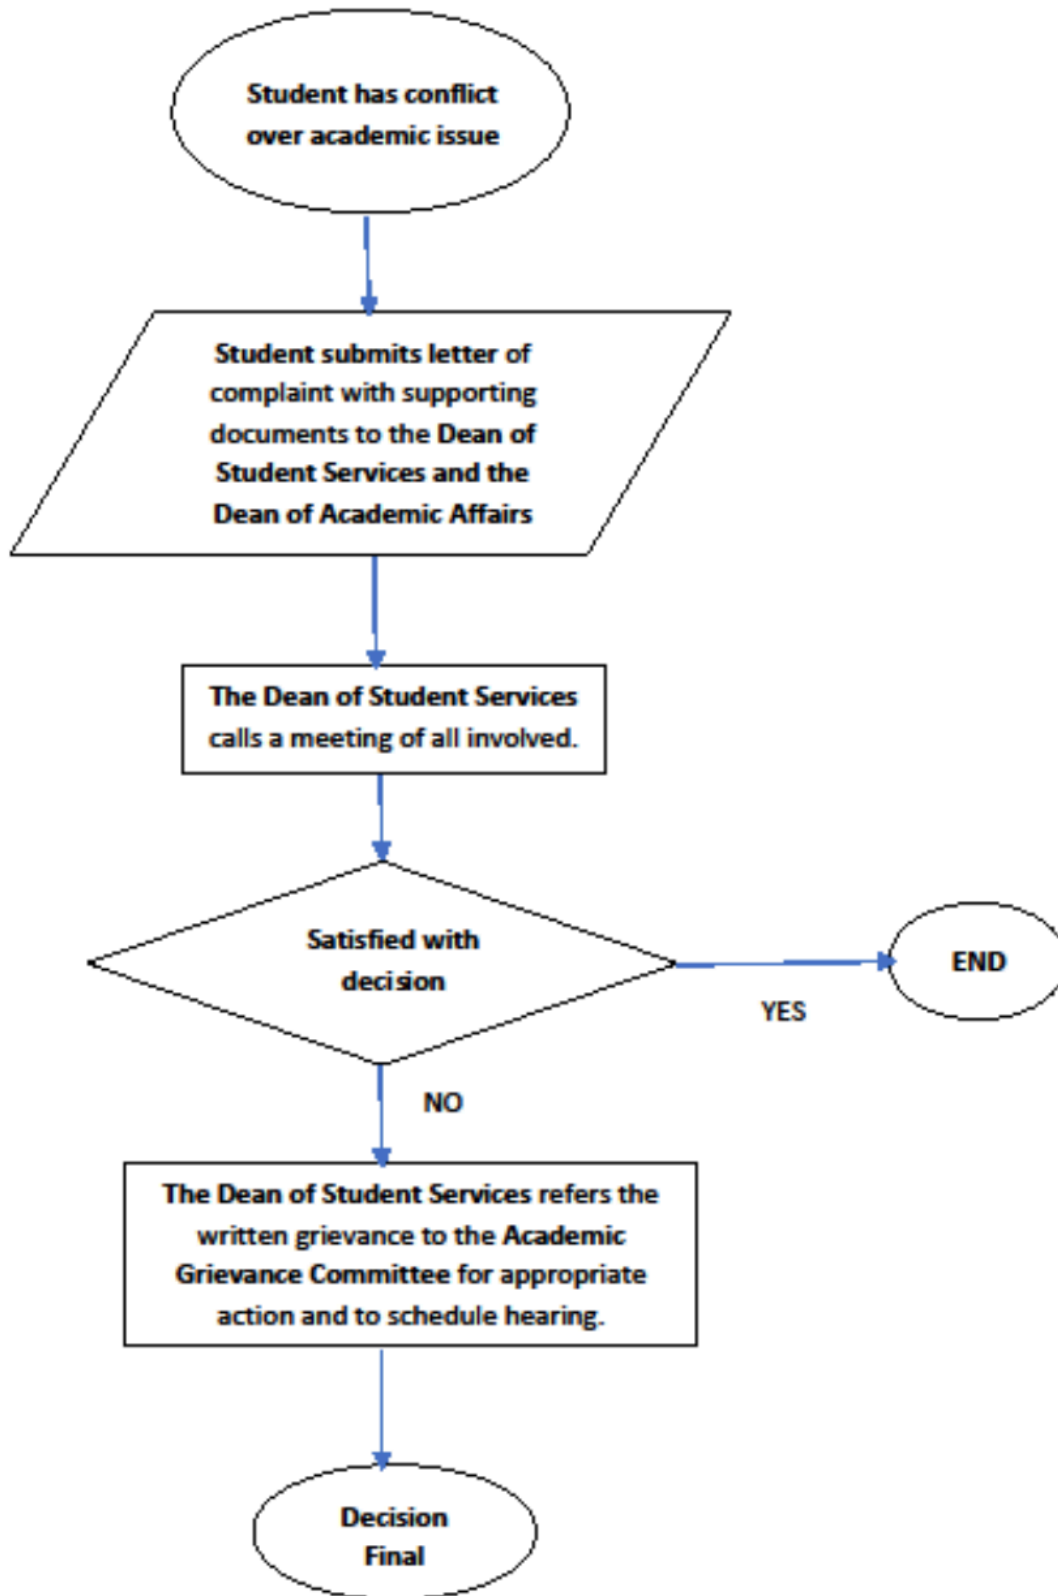 Student has conflict
over academic issue
Student submits letter of
complaint with supporting
documents to the Dean of
Student Services and the
Dean of Academic Affairs
The Dean of Student Services
calls a meeting of all involved.
Satisfied with
decision
END
YES
NO
The Dean of Student Services refers the
written grievance to the Academic
Grievance Committee for appropriate
action and to schedule hearing.
Decision
Final